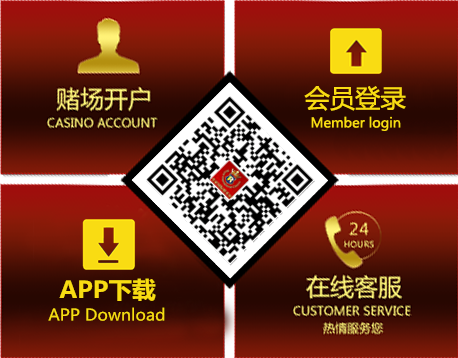 赌场开户
CASINO ACCOUNT
会员登录
Member login
APP下载
APP Download
24
HOURS
在线客服
CUSTOMER SERVICE
热情服务您